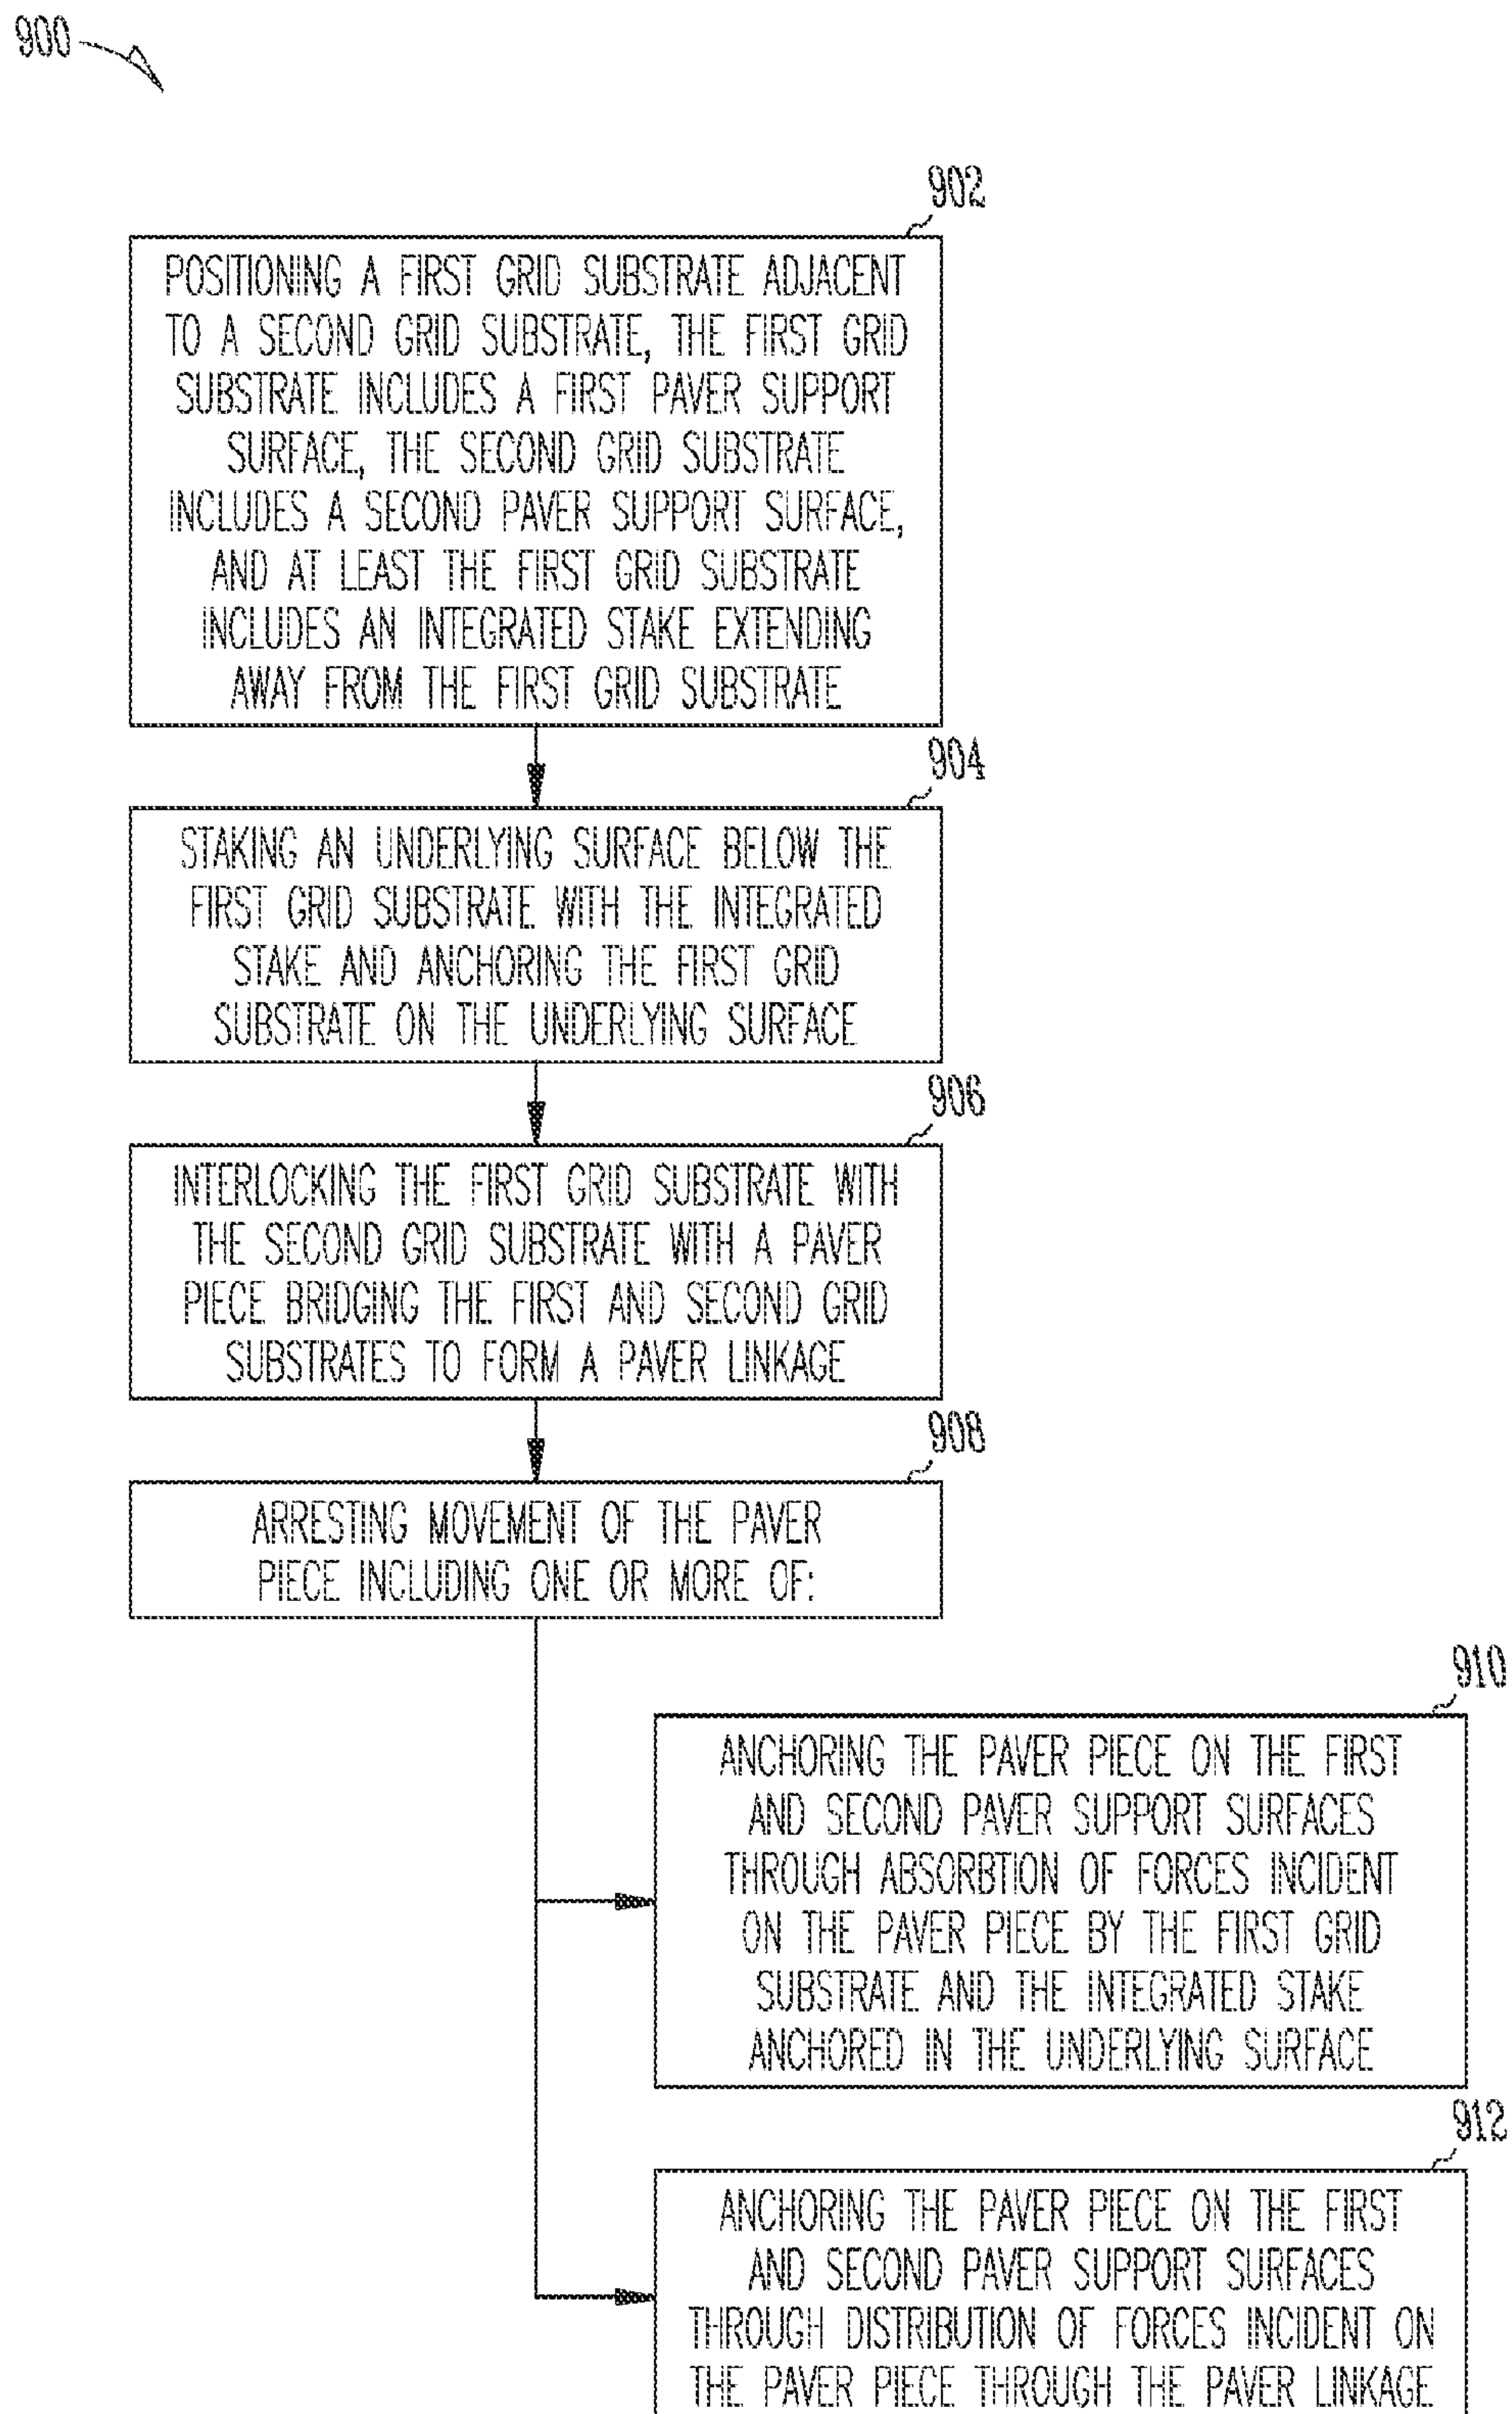 900
902
POSITIONING A FIRST GRID SUBSTRATE ADJACENT
TO A SECOND GRID SUBSTRATE, THE FIRST GRID
SUBSTRATE INCLUDES A FIRST PAVER SUPPORT
SURFACE, THE SECOND GRID SUBSTRATE
INCLUDES A SECOND PAVER SUPPORT SURFACE,
AND AT LEAST THE FIRST GRID SUBSTRATE
INCLUDES AN INTEGRATED STAKE EXTENDING
AWAY FROM THE FIRST GRID SUBSTRATE
904
STAKING AN UNDERLYING SURFACE BELOW THE
FIRST GRID SUBSTRATE WITH THE INTEGRATED
STAKE AND ANCHORING THE FIRST GRID
SUBSTRATE ON THE UNDERLYING SURFACE
906
INTERLOCKING THE FIRST GRID SUBSTRATE WITH
THE SECOND GRID SUBSTRATE WITH A PAVER
PIECE BRIDGING THE FIRST AND SECOND GRID
SUBSTRATES TO FORM A PAVER LINKAGE
908
ARRESTING MOVEMENT OF THE PAVER
PIECE INCLUDING ONE OR MORE OF:
910
ANCHORING THE PAVER PIECE ON THE FIRST
AND SECOND PAVER SUPPORT SURFACES
THROUGH ABSORBTION OF FORCES INCIDENT
ON THE PAVER PIECE BY THE FIRST GRID
SUBSTRATE AND THE INTEGRATED STAKE
ANCHORED IN THE UNDERLYING SURFACE
912
ANCHORING THE PAVER PIECE ON THE FIRST
AND SECOND PAVER SUPPORT SURFACES
THROUGH DISTRIBUTION OF FORCES INCIDENT ON
THE PAVER PIECE THROUGH THE PAVER LINKAGE